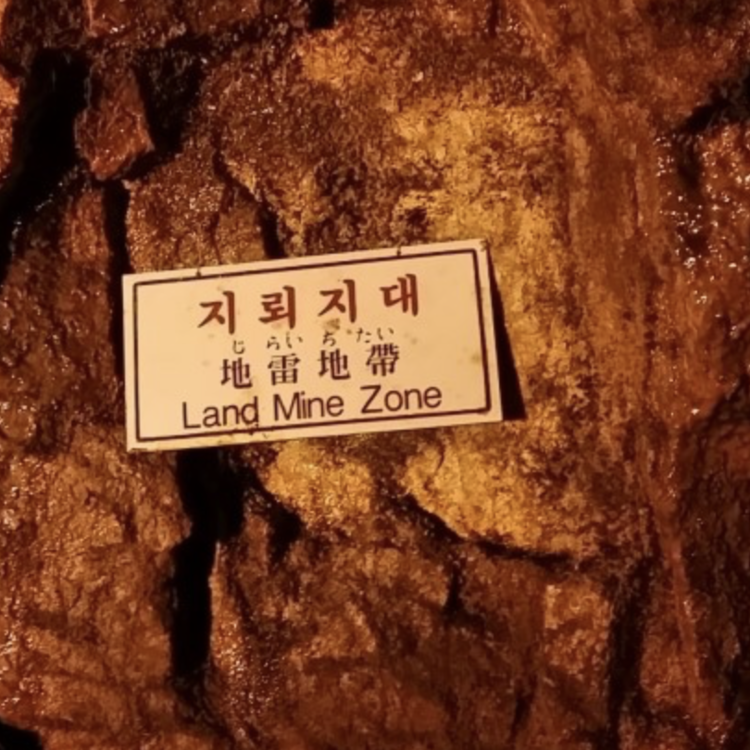 지뢰지대
じ らい ち たい
地雷地帶
Land Mine Zone